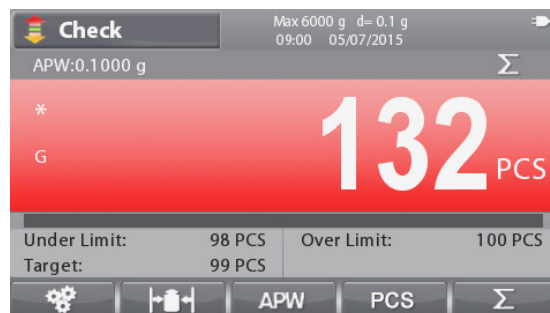 Check
Max 6000 g d= 0.1 g
09:00 05/07/2015
APW:0.1000 g
Σ
*
G
132 PCS
Under Limit: 98 PCS Over Limit: 100 PCS
Target: 99 PCS
APW PCS Σ